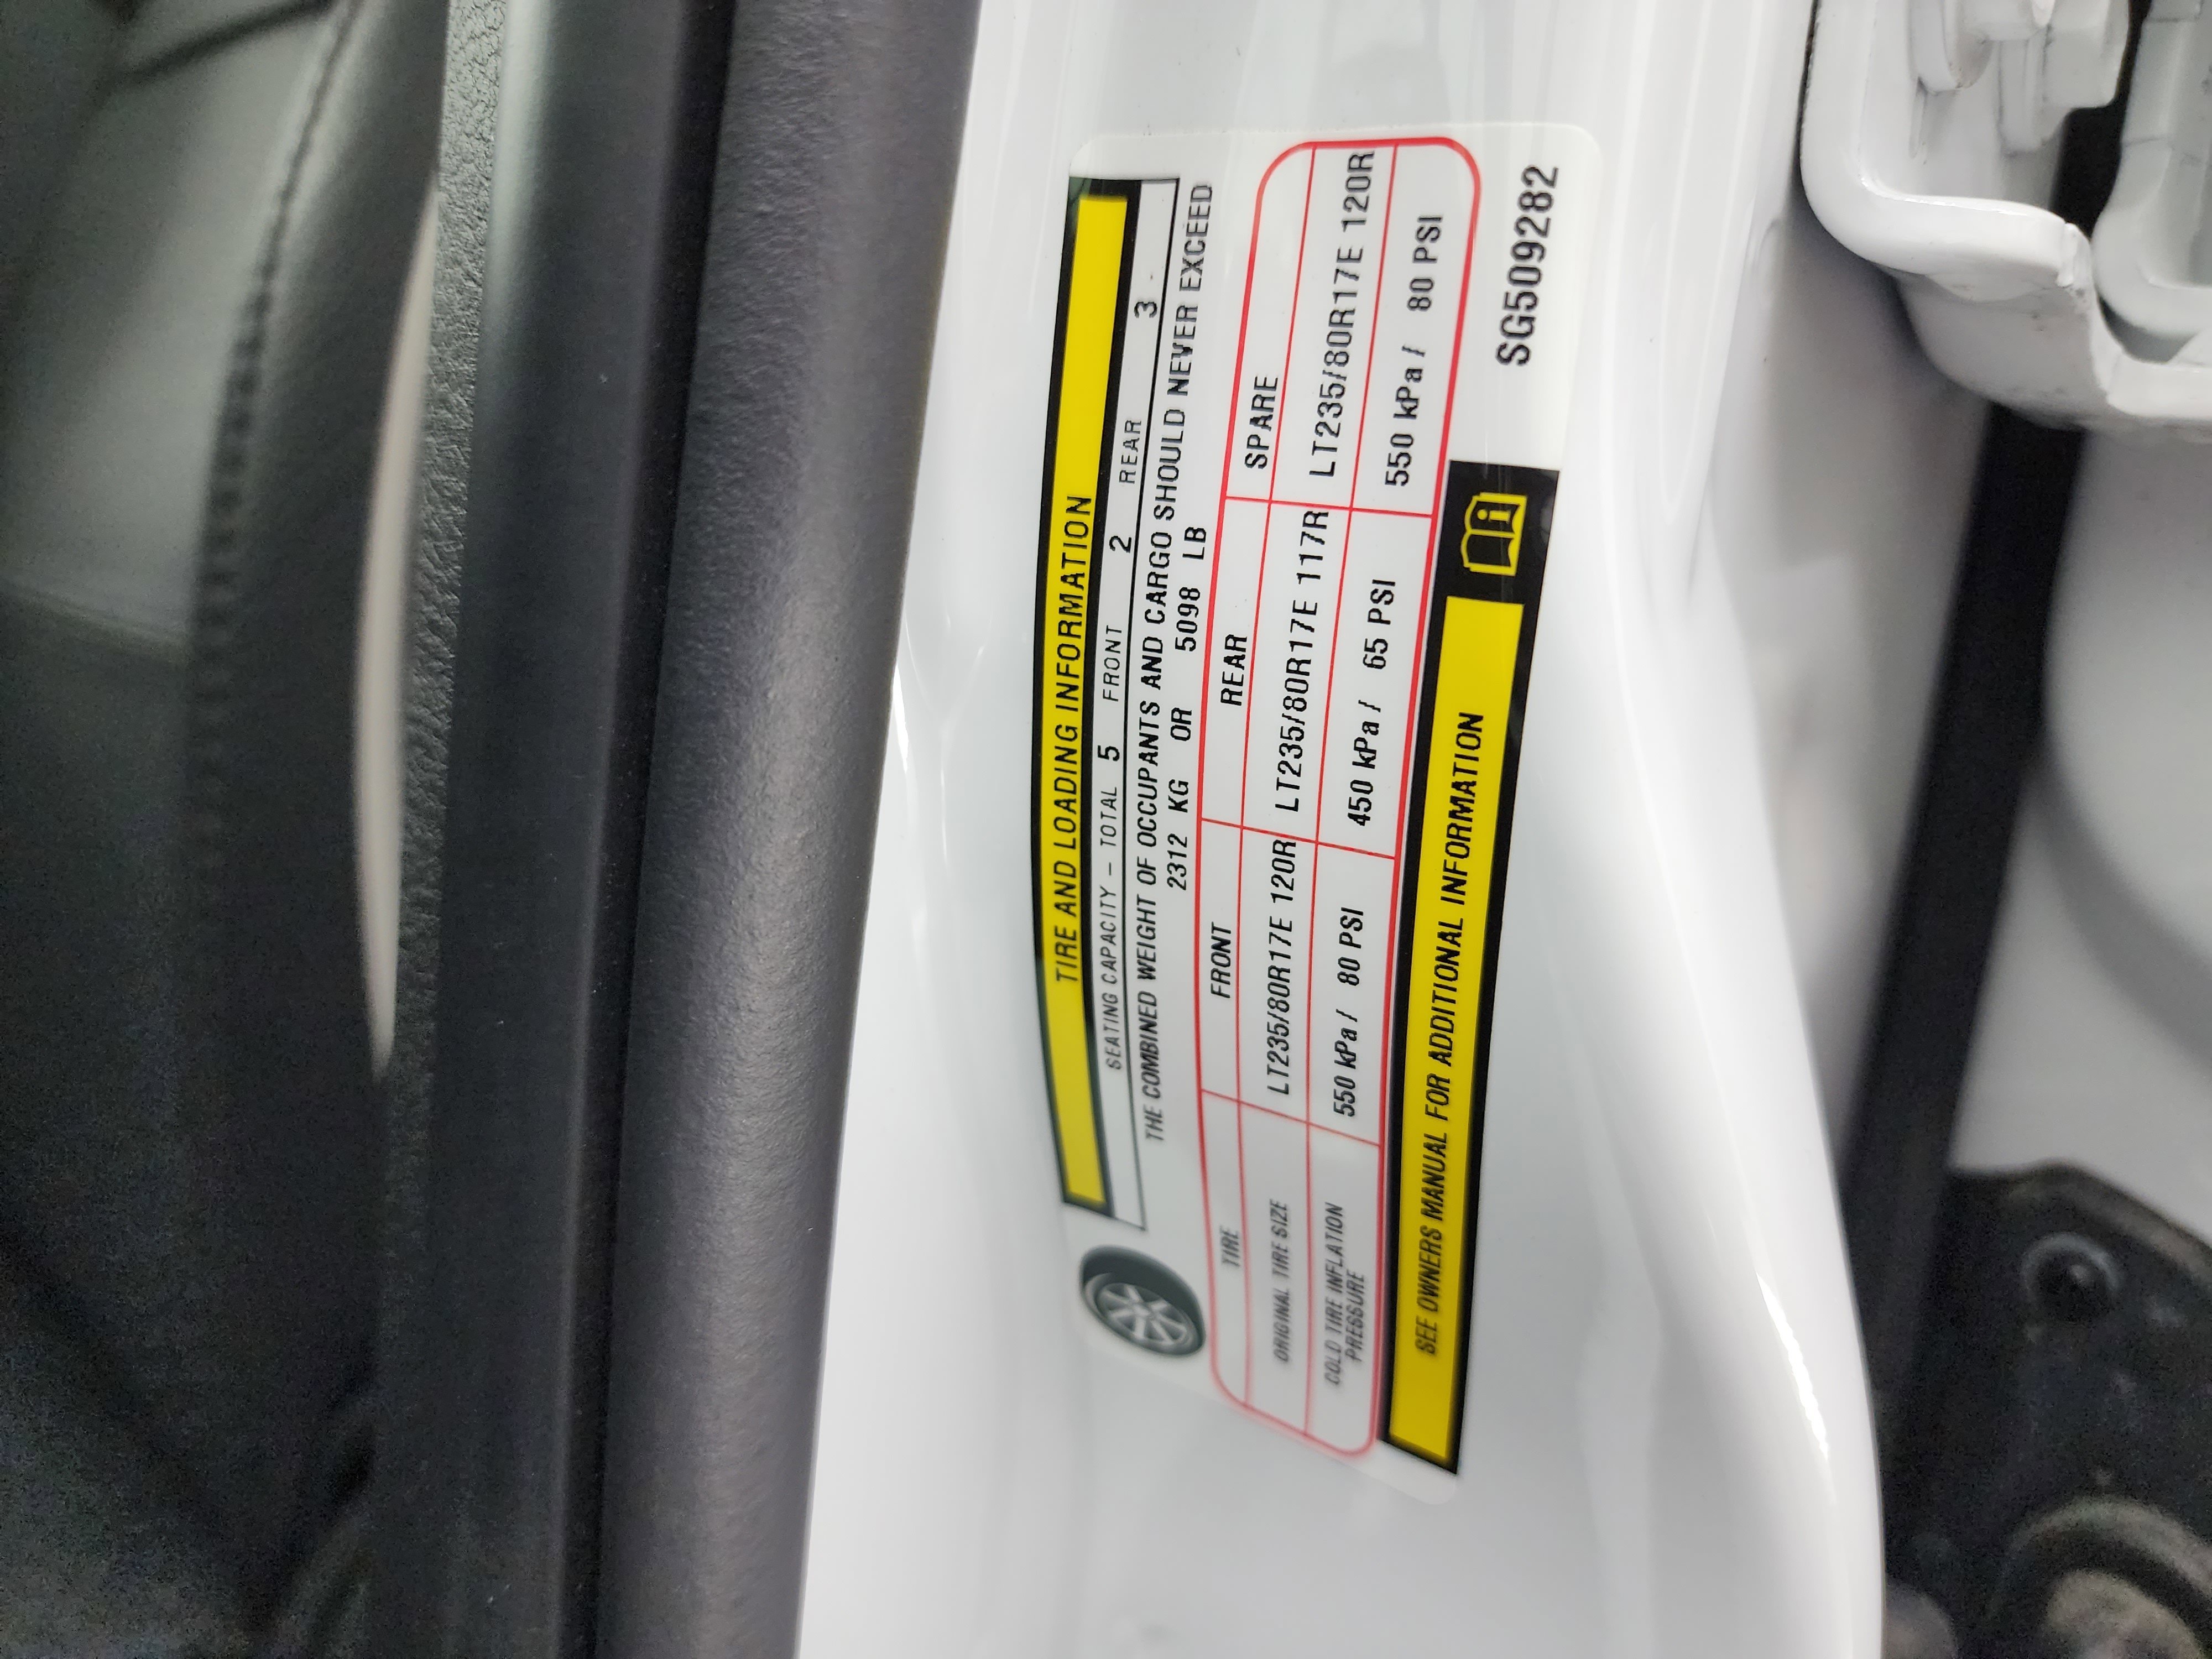 TIRE AND LOADING INFORMATION
SEATING CAPACITY – TOTAL 5 FRONT 2 REAR 3
THE COMBINED WEIGHT OF OCCUPANTS AND CARGO SHOULD NEVER EXCEED
2312 KG OR 5098 LB
TIRE FRONT REAR SPARE
ORIGINAL TIRE SIZE LT235/80R17E 120R LT235/80R17E 117R LT235/80R17E 120R
COLD TIRE INFLATION
PRESSURE 550 kPa / 80 PSI 450 kPa / 65 PSI 550 kPa / 80 PSI
SEE OWNERS MANUAL FOR ADDITIONAL INFORMATION
SG509282